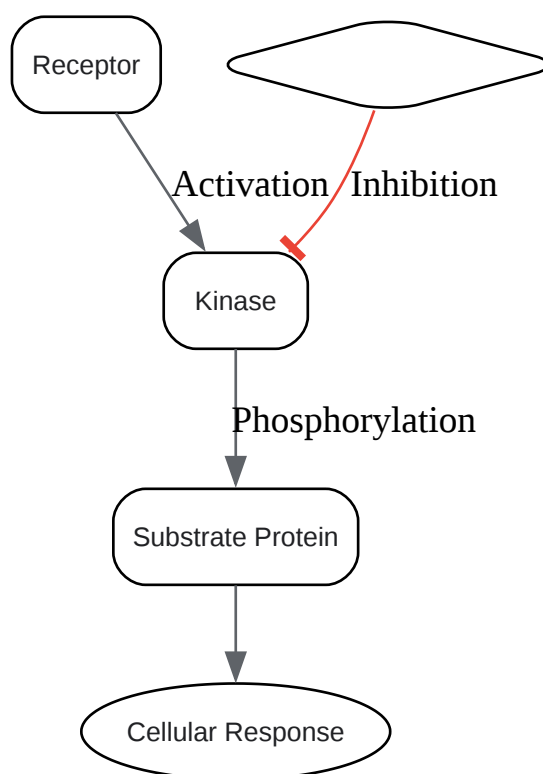 Receptor
Activation
Inhibition
Kinase
Phosphorylation
Substrate Protein
Cellular Response